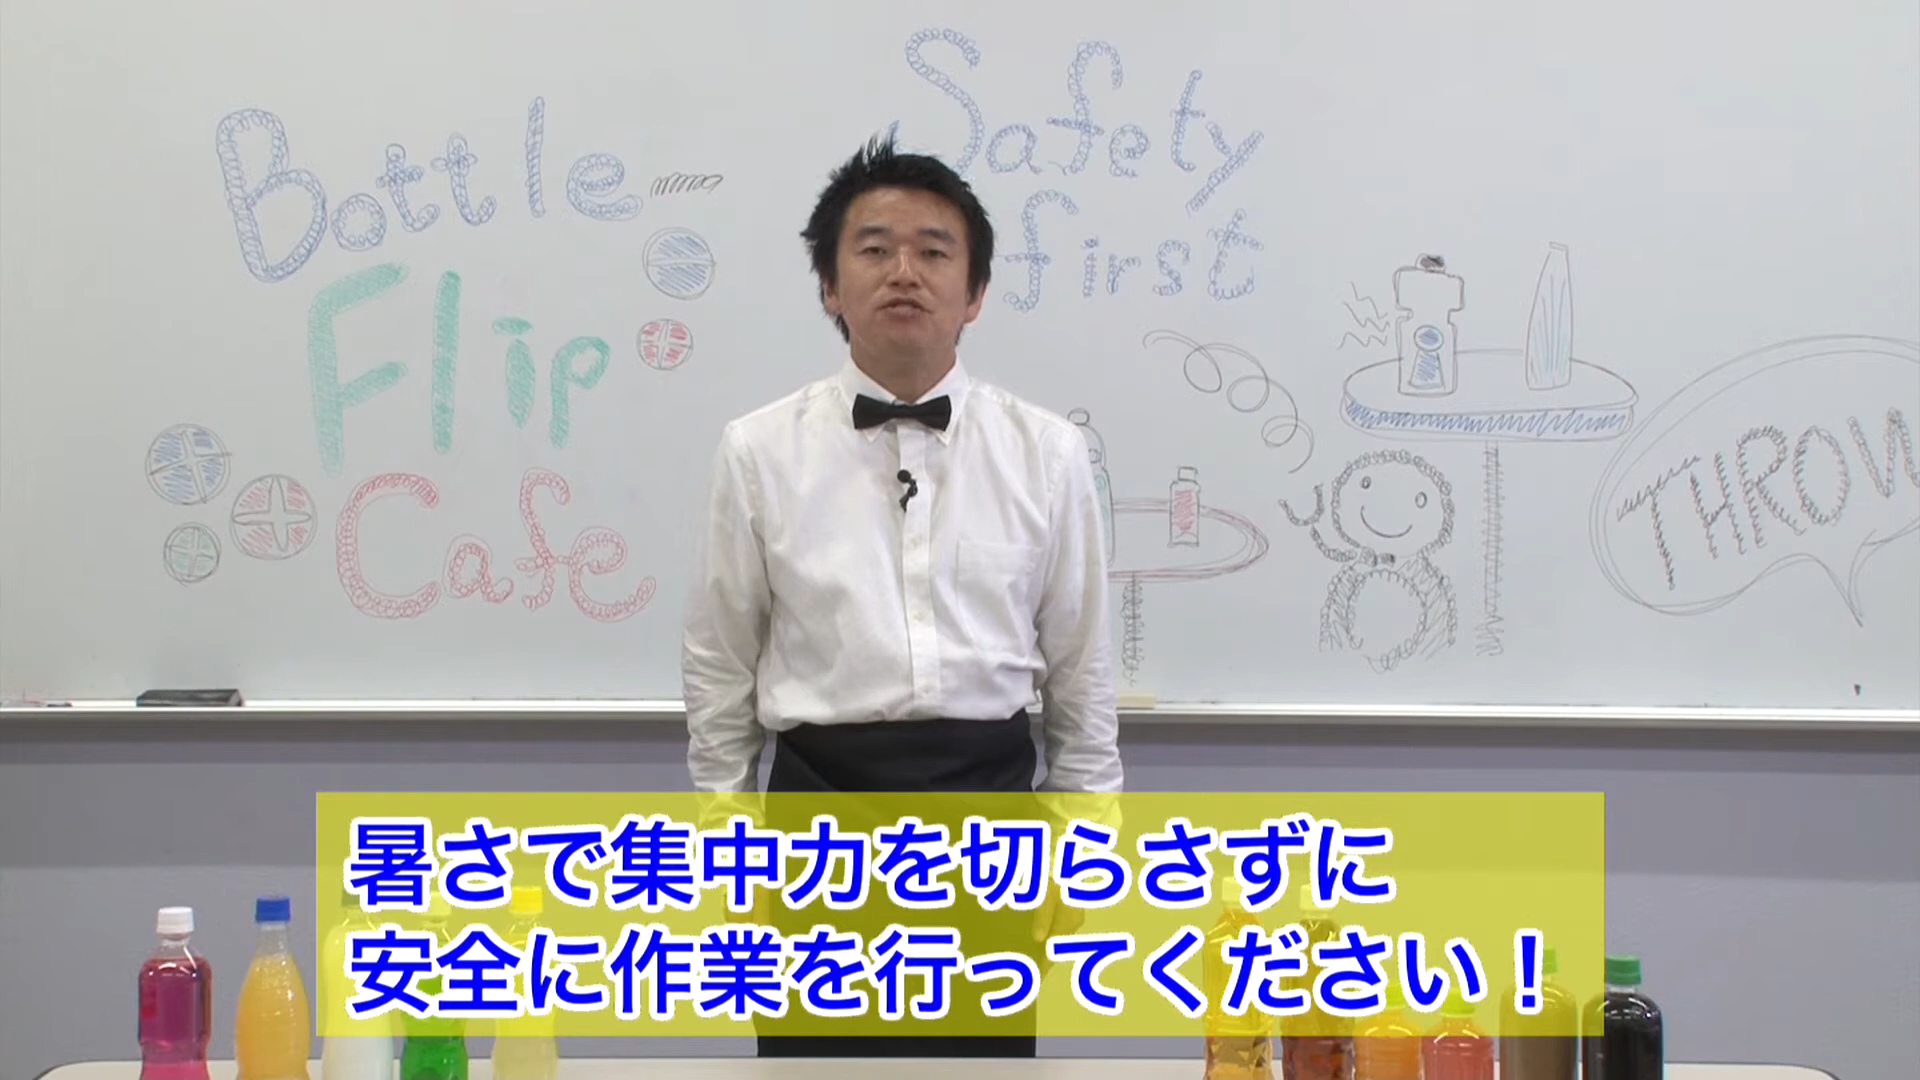 Bottle
Flip
Cafe
Safety
first
THROW
暑さで集中力を切らさずに
安全に作業を行ってください！